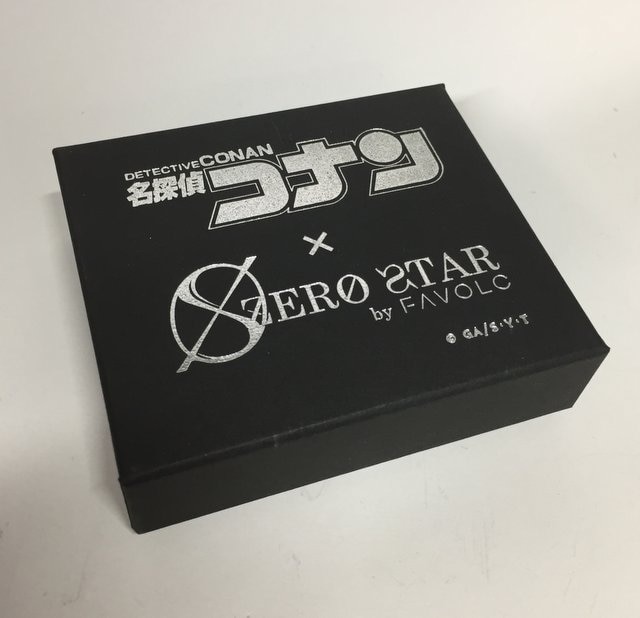 DETECTIVE CONAN
名探偵コナン
×
ZERO STAR
by FAVOLC
© GA/S・Y・T